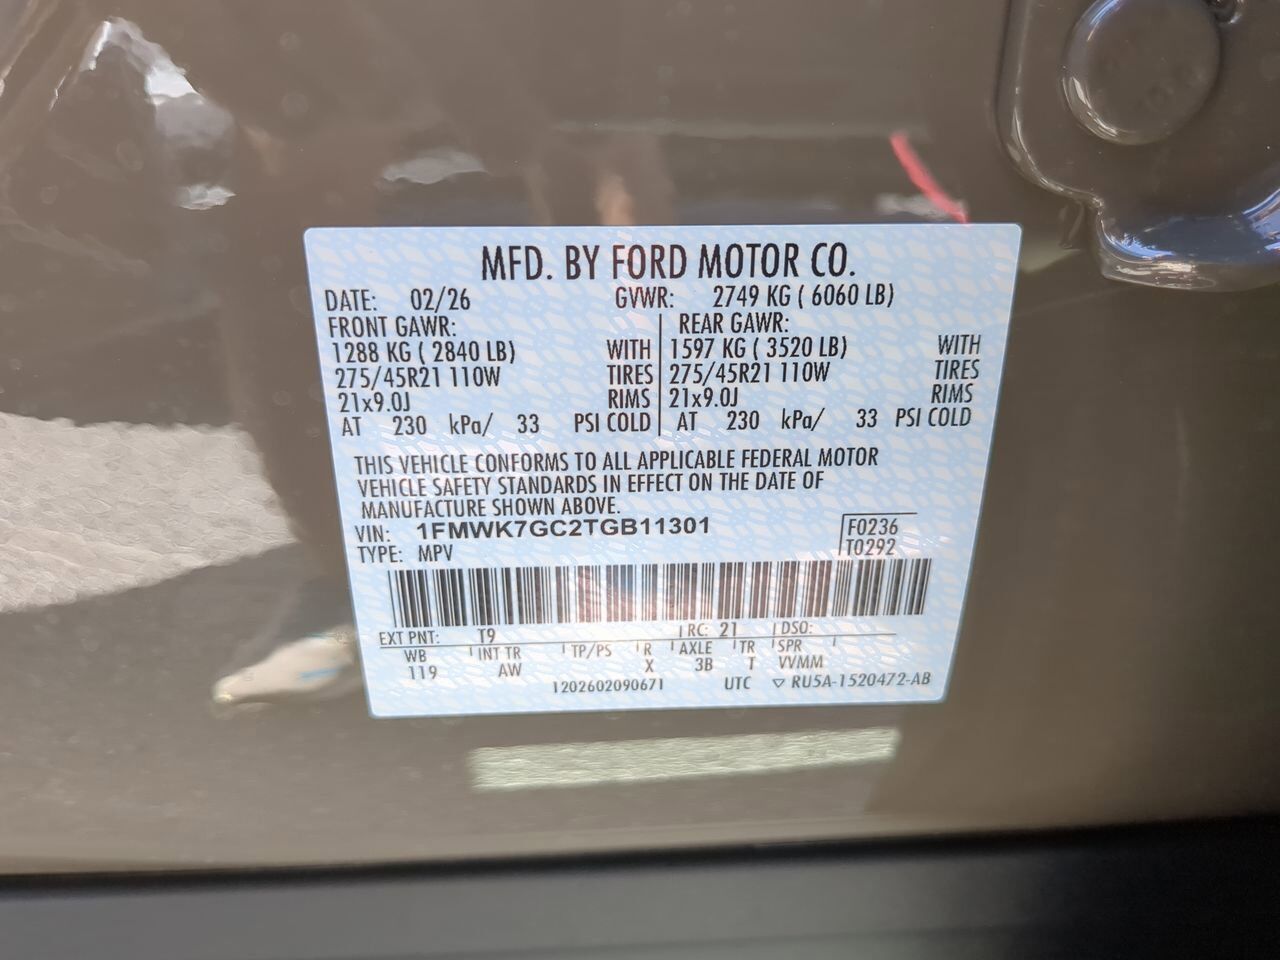 MFD. BY FORD MOTOR CO.
DATE: 02/26 GVWR: 2749 KG ( 6060 LB)
FRONT GAWR: REAR GAWR:
1288 KG ( 2840 LB) WITH 1597 KG ( 3520 LB) WITH
275/45R21 110W TIRES 275/45R21 110W TIRES
21x9.0J RIMS 21x9.0J RIMS
AT 230 kPa/ 33 PSI COLD AT 230 kPa/ 33 PSI COLD
THIS VEHICLE CONFORMS TO ALL APPLICABLE FEDERAL MOTOR
VEHICLE SAFETY STANDARDS IN EFFECT ON THE DATE OF
MANUFACTURE SHOWN ABOVE.
VIN: 1FMWK7GC2TGB11301 F0236
TYPE: MPV T0292
EXT PNT: T9 RC: 21 DSO:
WB INT TR TP/PS R AXLE TR SPR
119 AW X 3B T VVMM
1202602090671 UTC ▽ RU5A-1520472-AB